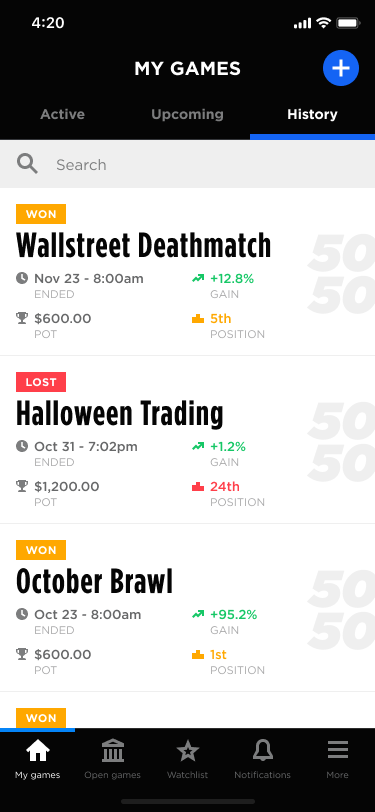 4:20
MY GAMES
Active Upcoming History
Search
WON
Wallstreet Deathmatch
Nov 23 - 8:00am +12.8%
ENDED GAIN
$600.00 5th
POT POSITION
50
50
LOST
Halloween Trading
Oct 31 - 7:02pm +1.2%
ENDED GAIN
$1,200.00 24th
POT POSITION
50
50
WON
October Brawl
Oct 23 - 8:00am +95.2%
ENDED GAIN
$600.00 1st
POT POSITION
50
50
WON
My games Open games Watchlist Notifications More